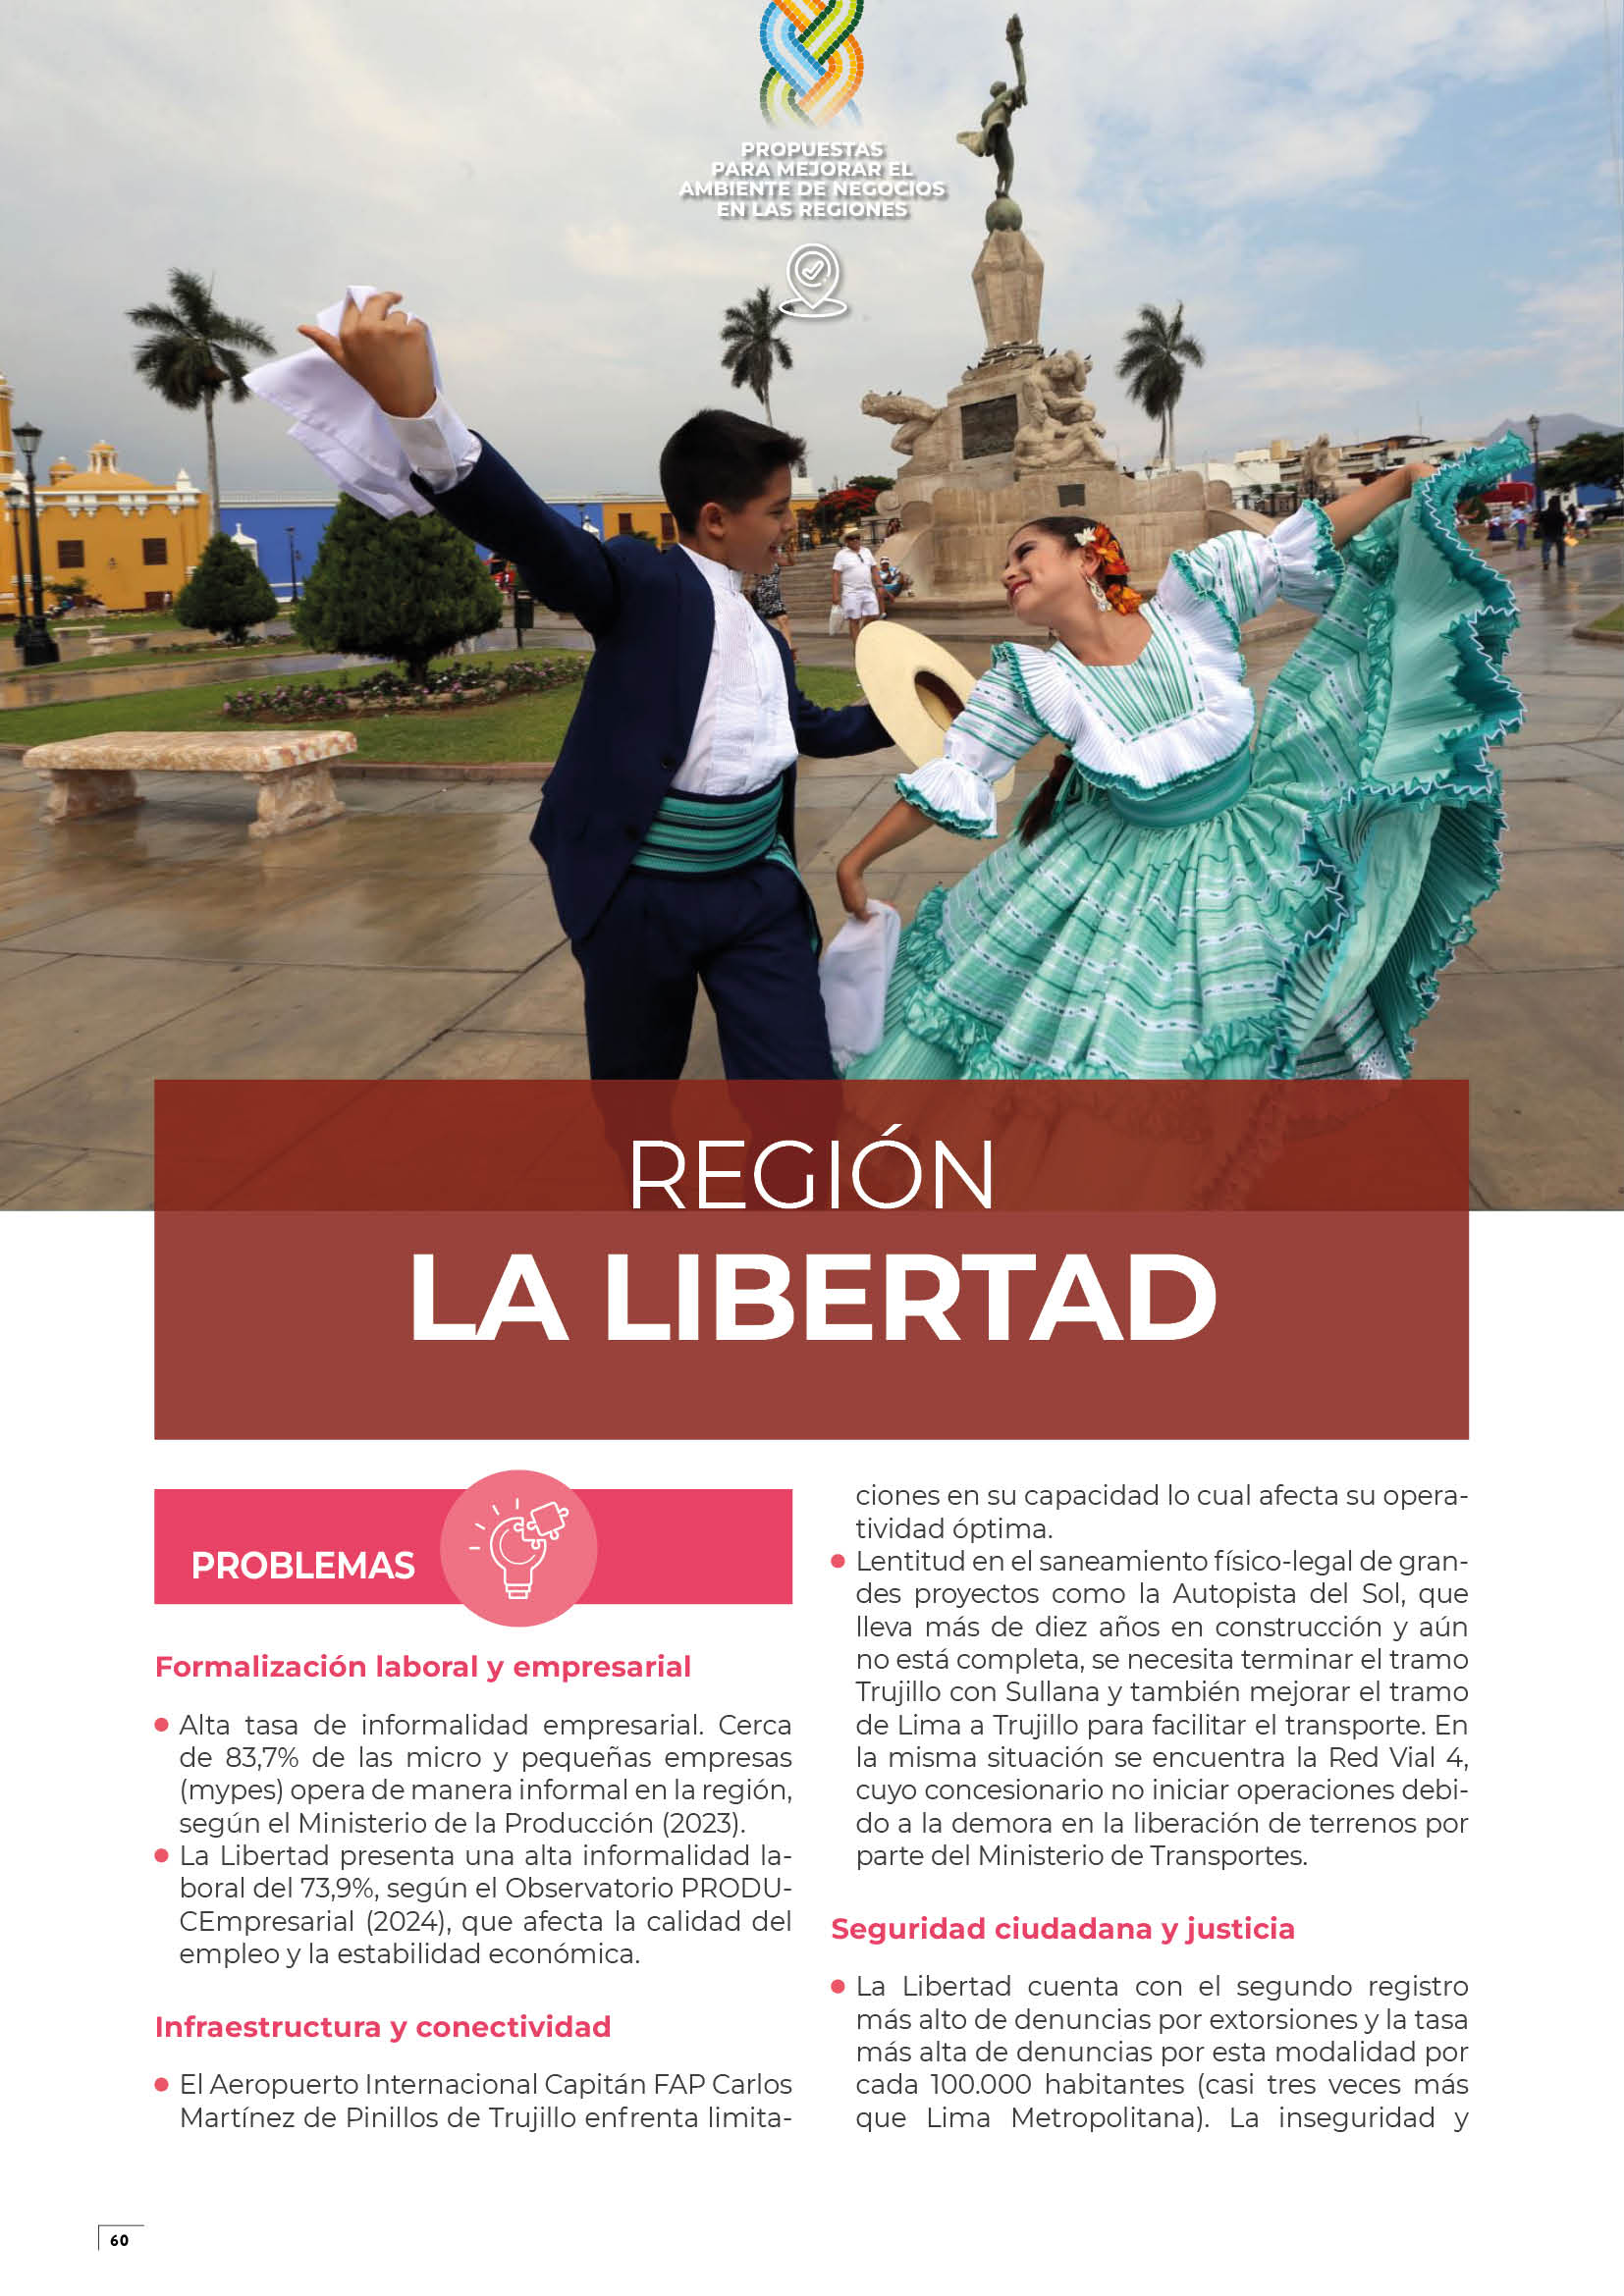 PROPUESTAS
PARA MEJORAR EL
AMBIENTE DE NEGOCIOS
EN LAS REGIONES
REGIÓN
LA LIBERTAD
PROBLEMAS
Formalización laboral y empresarial
Alta tasa de informalidad empresarial. Cerca
de 83,7% de las micro y pequeñas empresas
(mypes) opera de manera informal en la región,
según el Ministerio de la Producción (2023).
La Libertad presenta una alta informalidad la-
boral del 73,9%, según el Observatorio PRODU-
CEmpresarial (2024), que afecta la calidad del
empleo y la estabilidad económica.
Infraestructura y conectividad
El Aeropuerto Internacional Capitán FAP Carlos
Martínez de Pinillos de Trujillo enfrenta limita-
ciones en su capacidad lo cual afecta su opera-
tividad óptima.
Lentitud en el saneamiento físico-legal de gran-
des proyectos como la Autopista del Sol, que
lleva más de diez años en construcción y aún
no está completa, se necesita terminar el tramo
Trujillo con Sullana y también mejorar el tramo
de Lima a Trujillo para facilitar el transporte. En
la misma situación se encuentra la Red Vial 4,
cuyo concesionario no iniciar operaciones debi-
do a la demora en la liberación de terrenos por
parte del Ministerio de Transportes.
Seguridad ciudadana y justicia
La Libertad cuenta con el segundo registro
más alto de denuncias por extorsiones y la tasa
más alta de denuncias por esta modalidad por
cada 100.000 habitantes (casi tres veces más
que Lima Metropolitana). La inseguridad y
60